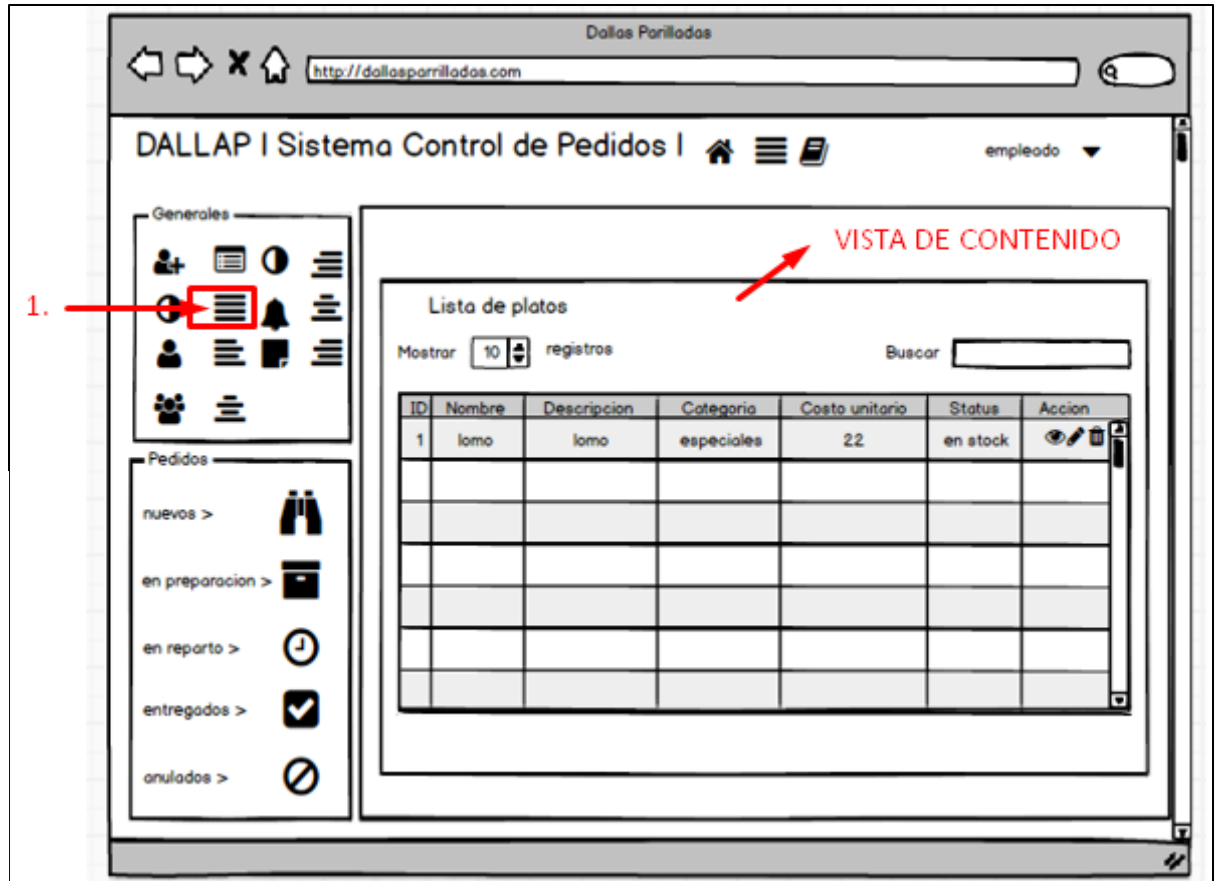 Dallas Parilladas
http://dallasparrilladas.com
DALLAP | Sistema Control de Pedidos |
empleado
Generales
VISTA DE CONTENIDO
1.
Lista de platos
Mostrar 10 registros
Buscar
ID Nombre Descripcion Categoria Costo unitario Status Accion
1 lomo lomo especiales 22 en stock
Pedidos
nuevos >
en preparacion >
en reparto >
entregados >
anulados >